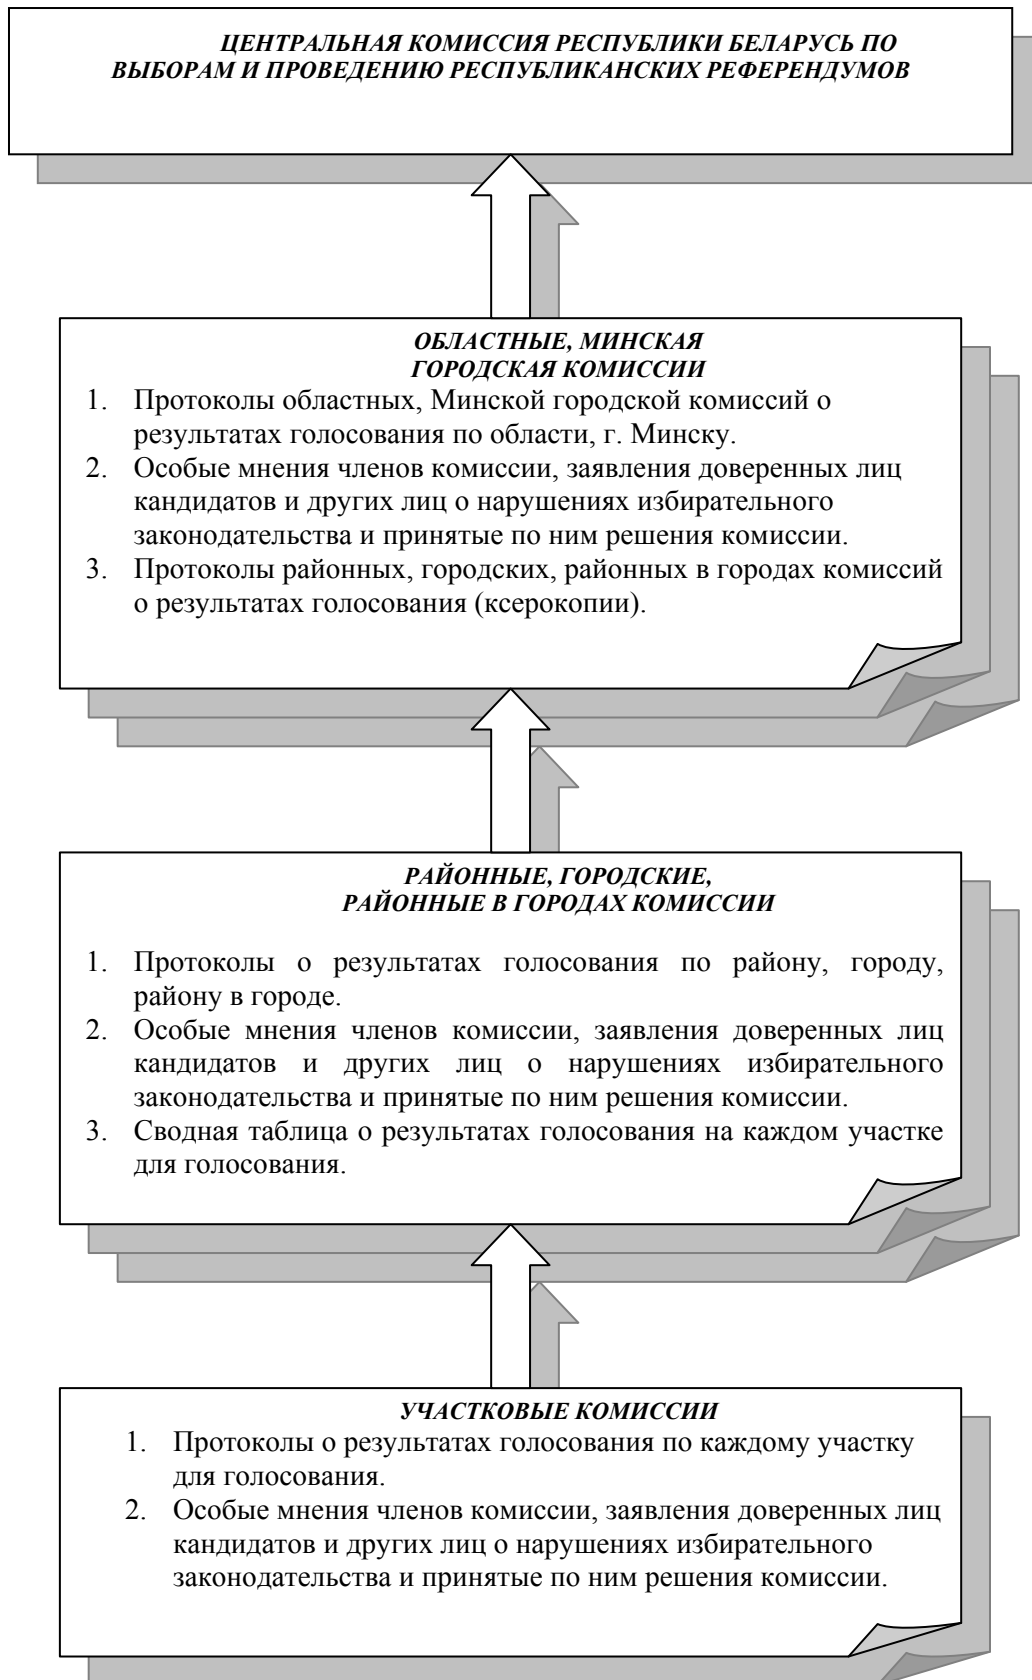 ЦЕНТРАЛЬНАЯ КОМИССИЯ РЕСПУБЛИКИ БЕЛАРУСЬ ПО
ВЫБОРАМ И ПРОВЕДЕНИЮ РЕСПУБЛИКАНСКИХ РЕФЕРЕНДУМОВ
ОБЛАСТНЫЕ, МИНСКАЯ
ГОРОДСКАЯ КОМИССИИ
1. Протоколы областных, Минской городской комиссий о
результатах голосования по области, г. Минску.
2. Особые мнения членов комиссии, заявления доверенных лиц
кандидатов и других лиц о нарушениях избирательного
законодательства и принятые по ним решения комиссии.
3. Протоколы районных, городских, районных в городах комиссий
о результатах голосования (ксерокопии).
РАЙОННЫЕ, ГОРОДСКИЕ,
РАЙОННЫЕ В ГОРОДАХ КОМИССИИ
1. Протоколы о результатах голосования по району, городу,
району в городе.
2. Особые мнения членов комиссии, заявления доверенных лиц
кандидатов и других лиц о нарушениях избирательного
законодательства и принятые по ним решения комиссии.
3. Сводная таблица о результатах голосования на каждом участке
для голосования.
УЧАСТКОВЫЕ КОМИССИИ
1. Протоколы о результатах голосования по каждому участку
для голосования.
2. Особые мнения членов комиссии, заявления доверенных лиц
кандидатов и других лиц о нарушениях избирательного
законодательства и принятые по ним решения комиссии.